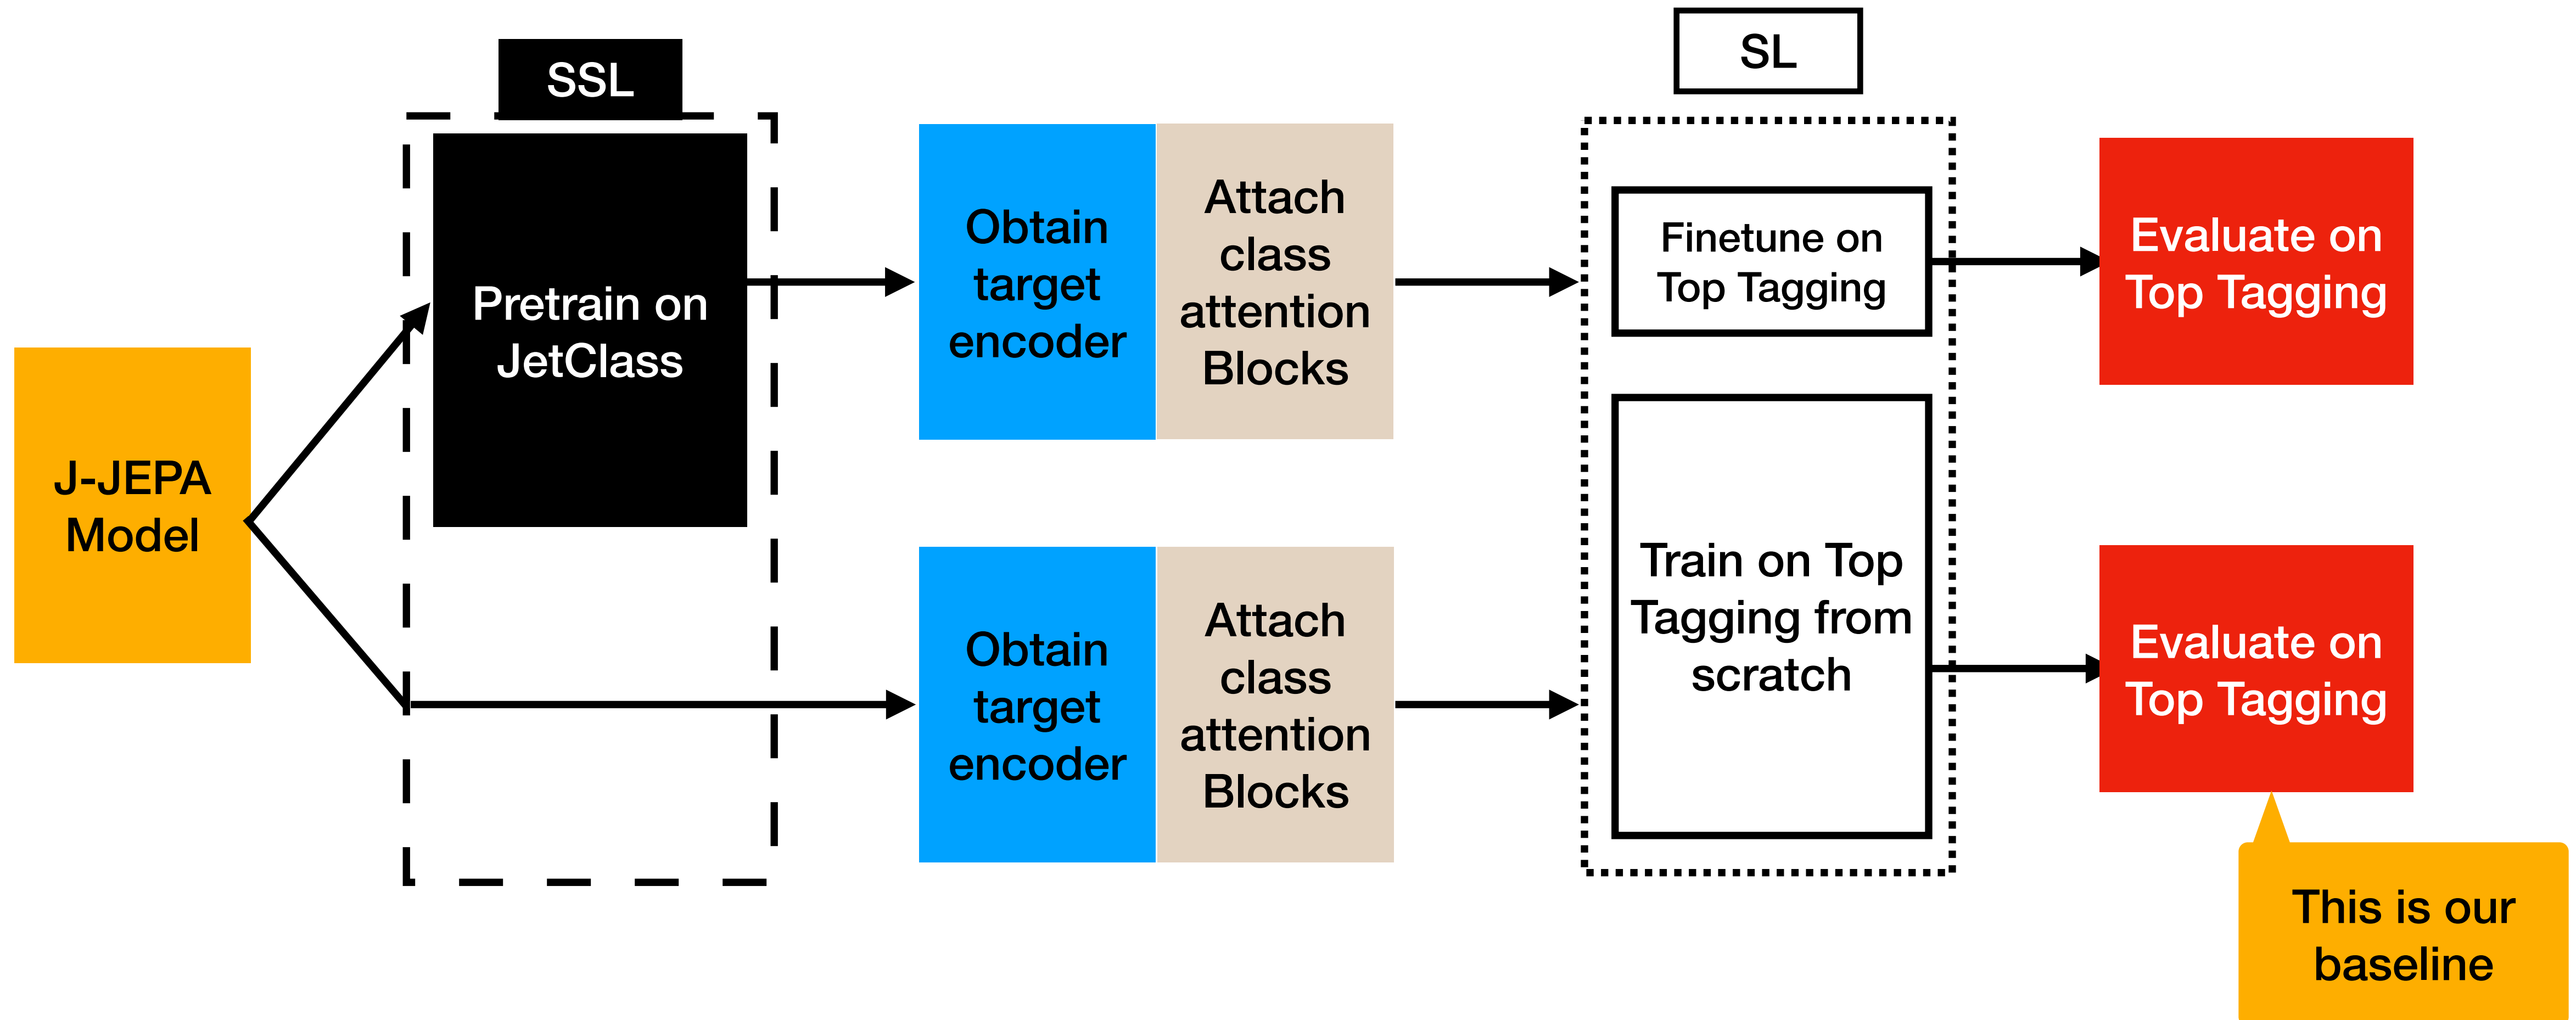 SSL
SL
J-JEPA
Model
Pretrain on
JetClass
Obtain
target
encoder
Attach
class
attention
Blocks
Finetune on
Top Tagging
Evaluate on
Top Tagging
Obtain
target
encoder
Attach
class
attention
Blocks
Train on Top
Tagging from
scratch
Evaluate on
Top Tagging
This is our
baseline